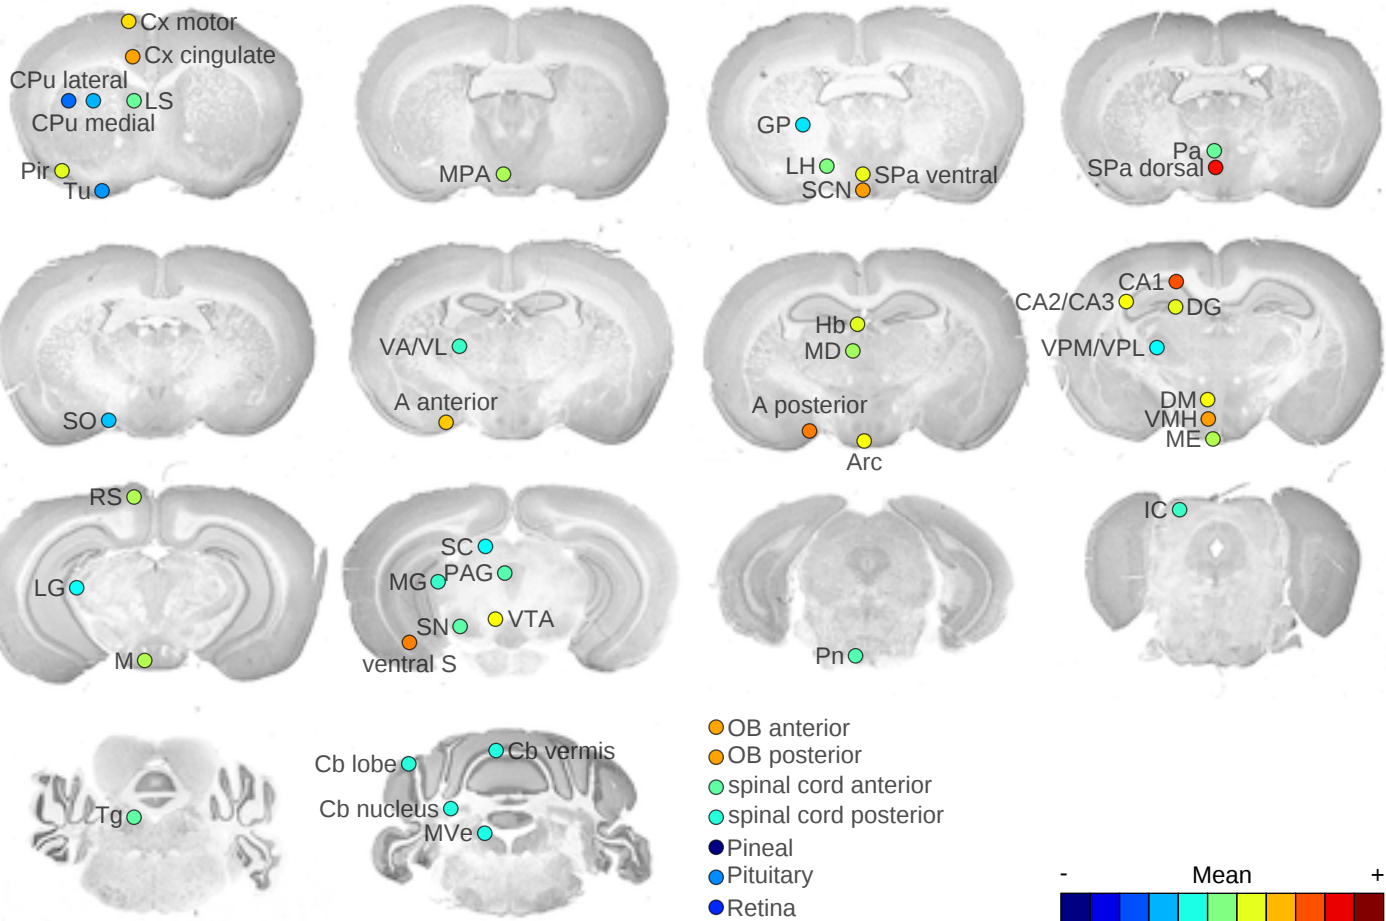 Cx motor
Cx cingulate
CPu lateral
LS
CPu medial
Pir
Tu
MPA
GP
LH
SPa ventral
SCN
Pa
SPa dorsal
SO
VA/VL
A anterior
Hb
MD
A posterior
Arc
CA1
CA2/CA3
DG
VPM/VPL
DM
VMH
ME
RS
LG
M
SC
PAG
MG
VTA
SN
ventral S
Pn
IC
Tg
Cb vermis
Cb lobe
Cb nucleus
MVe
OB anterior
OB posterior
spinal cord anterior
spinal cord posterior
Pineal
Pituitary
Retina
- Mean +